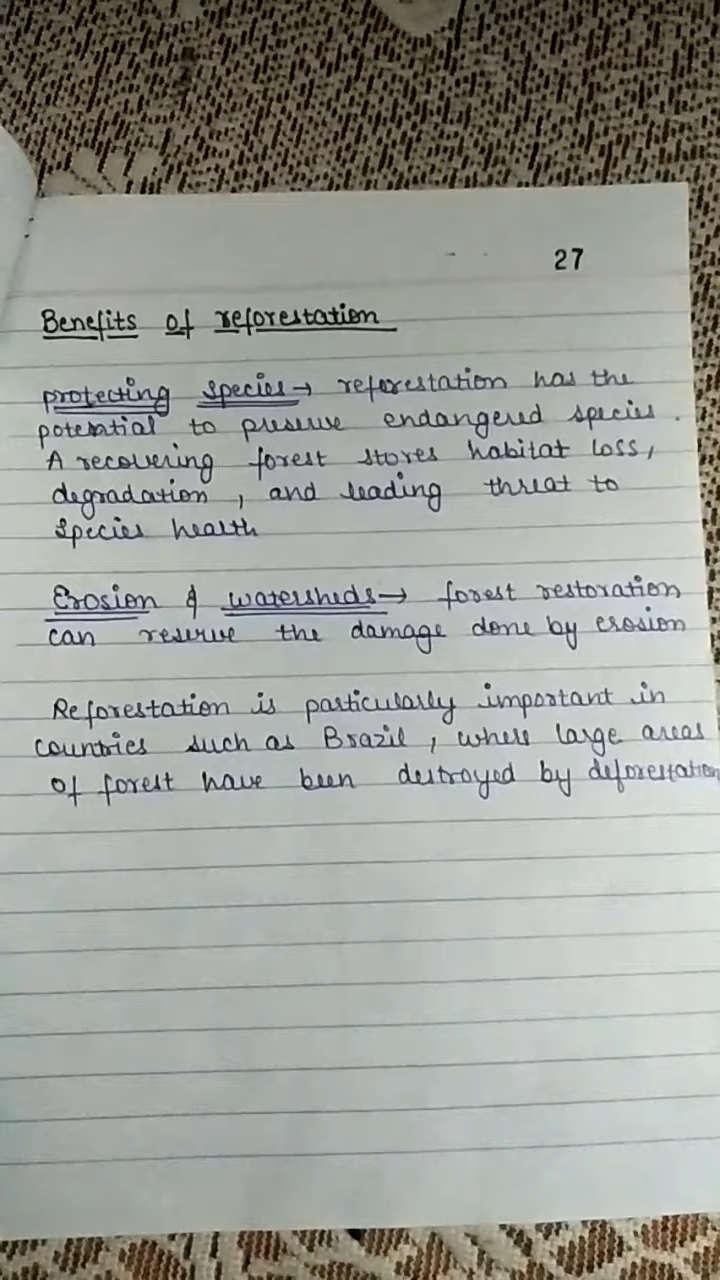 27
Benefits of reforestation
protecting species → reforestation has the
potential to preserve endangered species.
A recovering forest stores habitat loss,
degradation, and leading threat to
species health
Erosion & watersheds → forest restoration
can reserve the damage done by erosion
Reforestation is particularly important in
countries such as Brazil, where large areas
of forest have been destroyed by deforestation